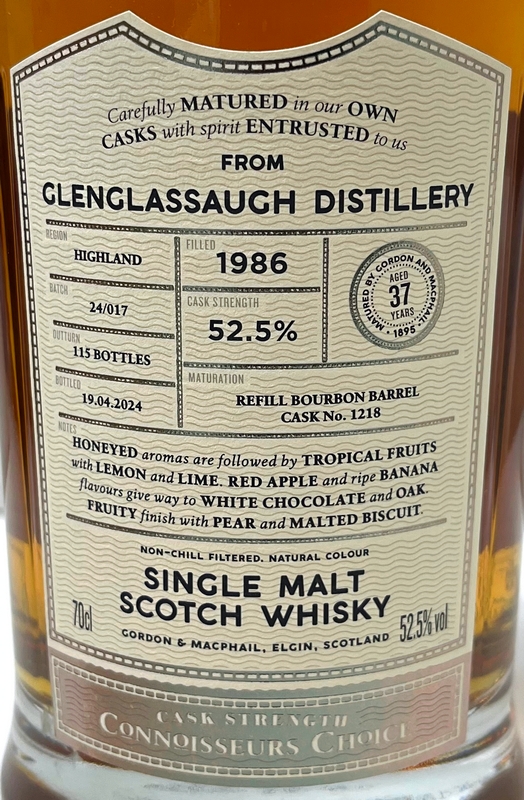 Carefully MATURED in our OWN
CASKS with spirit ENTRUSTED to us
FROM
GLENGLASSAUGH DISTILLERY
REGION
HIGHLAND
BATCH
24/017
OUTTURN
115 BOTTLES
BOTTLED
19.04.2024
FILLED
1986
CASK STRENGTH
52.5%
MATURED BY GORDON AND MACPHAIL
AGED
37
YEARS
· 1895 ·
MATURATION
REFILL BOURBON BARREL
CASK No. 1218
NOTES
HONEYED aromas are followed by TROPICAL FRUITS
with LEMON and LIME. RED APPLE and ripe BANANA
flavours give way to WHITE CHOCOLATE and OAK.
FRUITY finish with PEAR and MALTED BISCUIT.
NON-CHILL FILTERED. NATURAL COLOUR
SINGLE MALT
SCOTCH WHISKY
70cl
52.5% vol
GORDON & MACPHAIL, ELGIN, SCOTLAND
CASK STRENGTH
CONNOISSEURS CHOICE